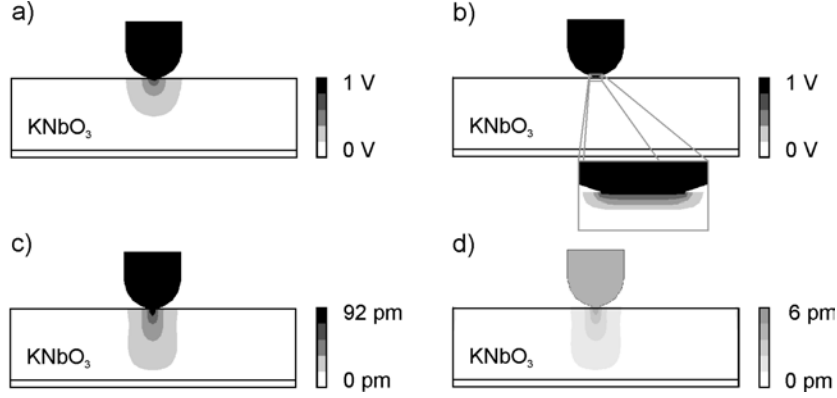 a)
1 V
KNbO₃
0 V
b)
1 V
KNbO₃
0 V
c)
92 pm
KNbO₃
0 pm
d)
6 pm
KNbO₃
0 pm